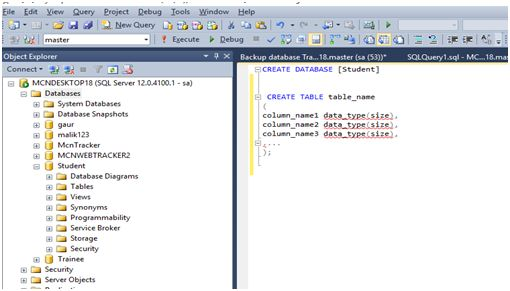 File Edit View Query Project Debug Tools Window Help
New Query
master Execute Debug
Object Explorer
Connect
MCNDESKTOP18 (SQL Server 12.0.4100.1 - sa)
Databases
System Databases
Database Snapshots
gaur
malik123
McnTracker
MCNWEBTRACKER2
Student
Database Diagrams
Tables
Views
Synonyms
Programmability
Service Broker
Storage
Security
Trainee
Security
Server Objects
Backup database Tra...18.master (sa (53))* SQLQuery1.sql - MC...
CREATE DATABASE [Student]
CREATE TABLE table_name
(
column_name1 data_type(size),
column_name2 data_type(size),
column_name3 data_type(size),
....
);